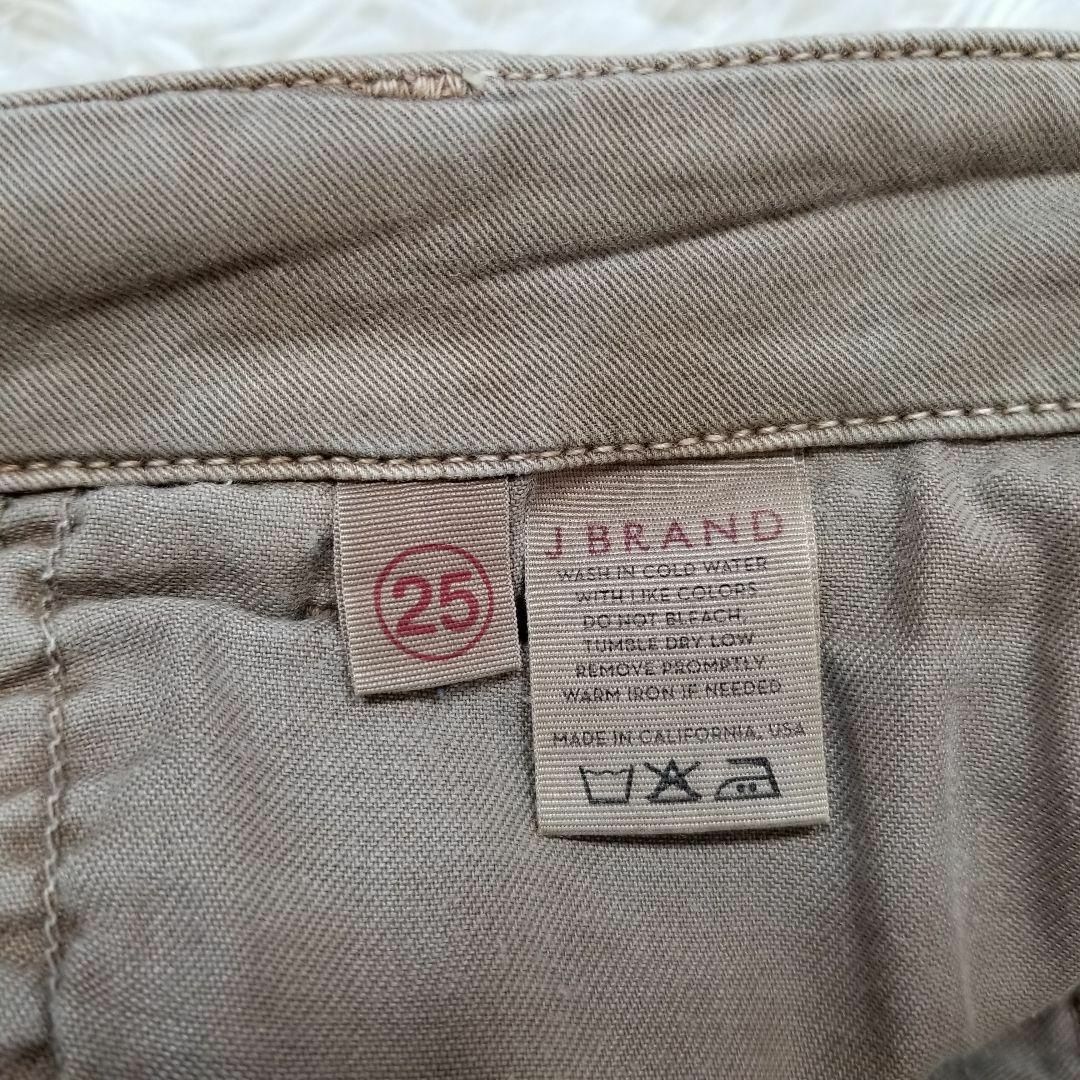 25
J BRAND
WASH IN COLD WATER
WITH LIKE COLORS
DO NOT BLEACH.
TUMBLE DRY LOW
REMOVE PROMPTLY
WARM IRON IF NEEDED
MADE IN CALIFORNIA, USA